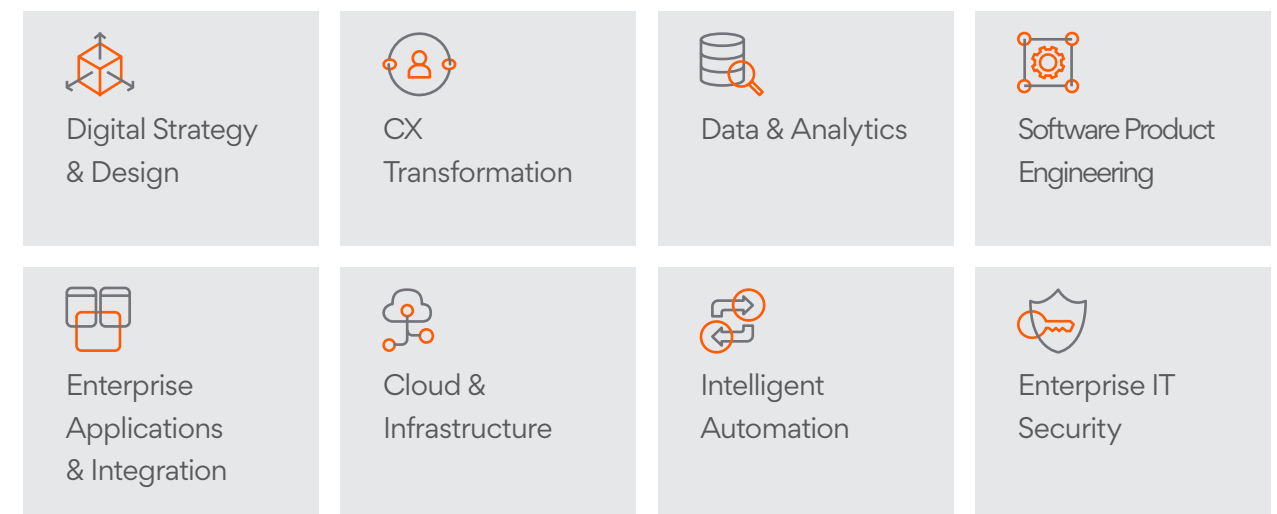 Digital Strategy
& Design
CX
Transformation
Data & Analytics
Software Product
Engineering
Enterprise
Applications
& Integration
Cloud &
Infrastructure
Intelligent
Automation
Enterprise IT
Security